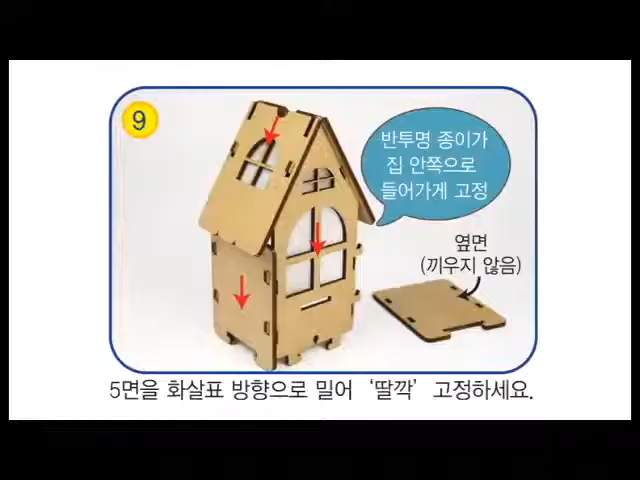 9
반투명 종이가
집 안쪽으로
들어가게 고정
옆면
(끼우지 않음)
5면을 화살표 방향으로 밀어 ‘딸깍’ 고정하세요.